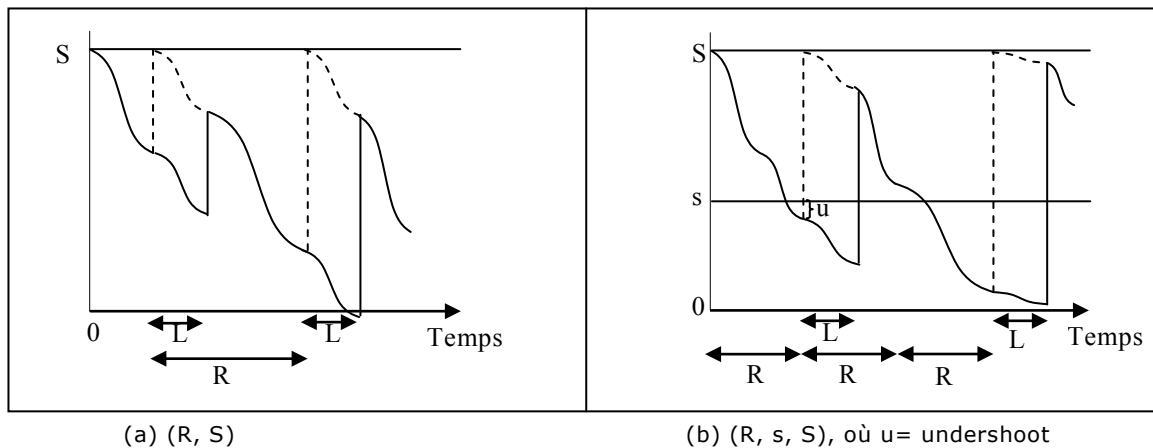 S
0
L
L
Temps
R
S
s
u
0
L
L
Temps
R
R
R
(a) (R, S)
(b) (R, s, S), où u= undershoot